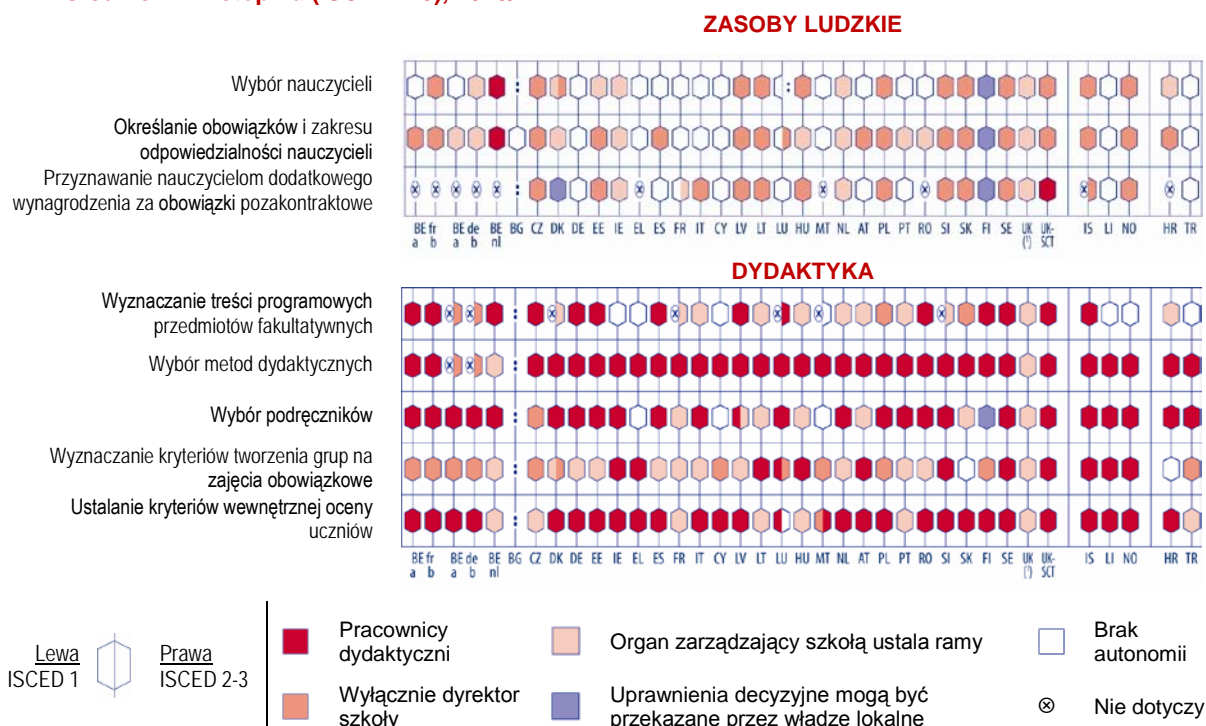 ZASOBY LUDZKIE
Wybór nauczycieli
Określanie obowiązków i zakresu
odpowiedzialności nauczycieli
Przyznawanie nauczycielom dodatkowego
wynagrodzenia za obowiązki pozakontraktowe
BE fr BE de BE BG CZ DK DE EE IE EL ES FR IT CY LV LT LU HU MT NL AT PL PT RO SI SK FI SE UK UK- IS LI NO HR TR
a b a b nl (¹) SCT
DYDAKTYKA
Wyznaczanie treści programowych
przedmiotów fakultatywnych
Wybór metod dydaktycznych
Wybór podręczników
Wyznaczanie kryteriów tworzenia grup na
zajęcia obowiązkowe
Ustalanie kryteriów wewnętrznej oceny
uczniów
BE fr BE de BE BG CZ DK DE EE IE EL ES FR IT CY LV LT LU HU MT NL AT PL PT RO SI SK FI SE UK UK- IS LI NO HR TR
a b a b nl (¹) SCT
Lewa
ISCED 1
Prawa
ISCED 2-3
Pracownicy
dydaktyczni
Organ zarządzający szkołą ustala ramy
Brak
autonomii
Wyłącznie dyrektor
szkoły
Uprawnienia decyzyjne mogą być
przekazane przez władze lokalne
Nie dotyczy